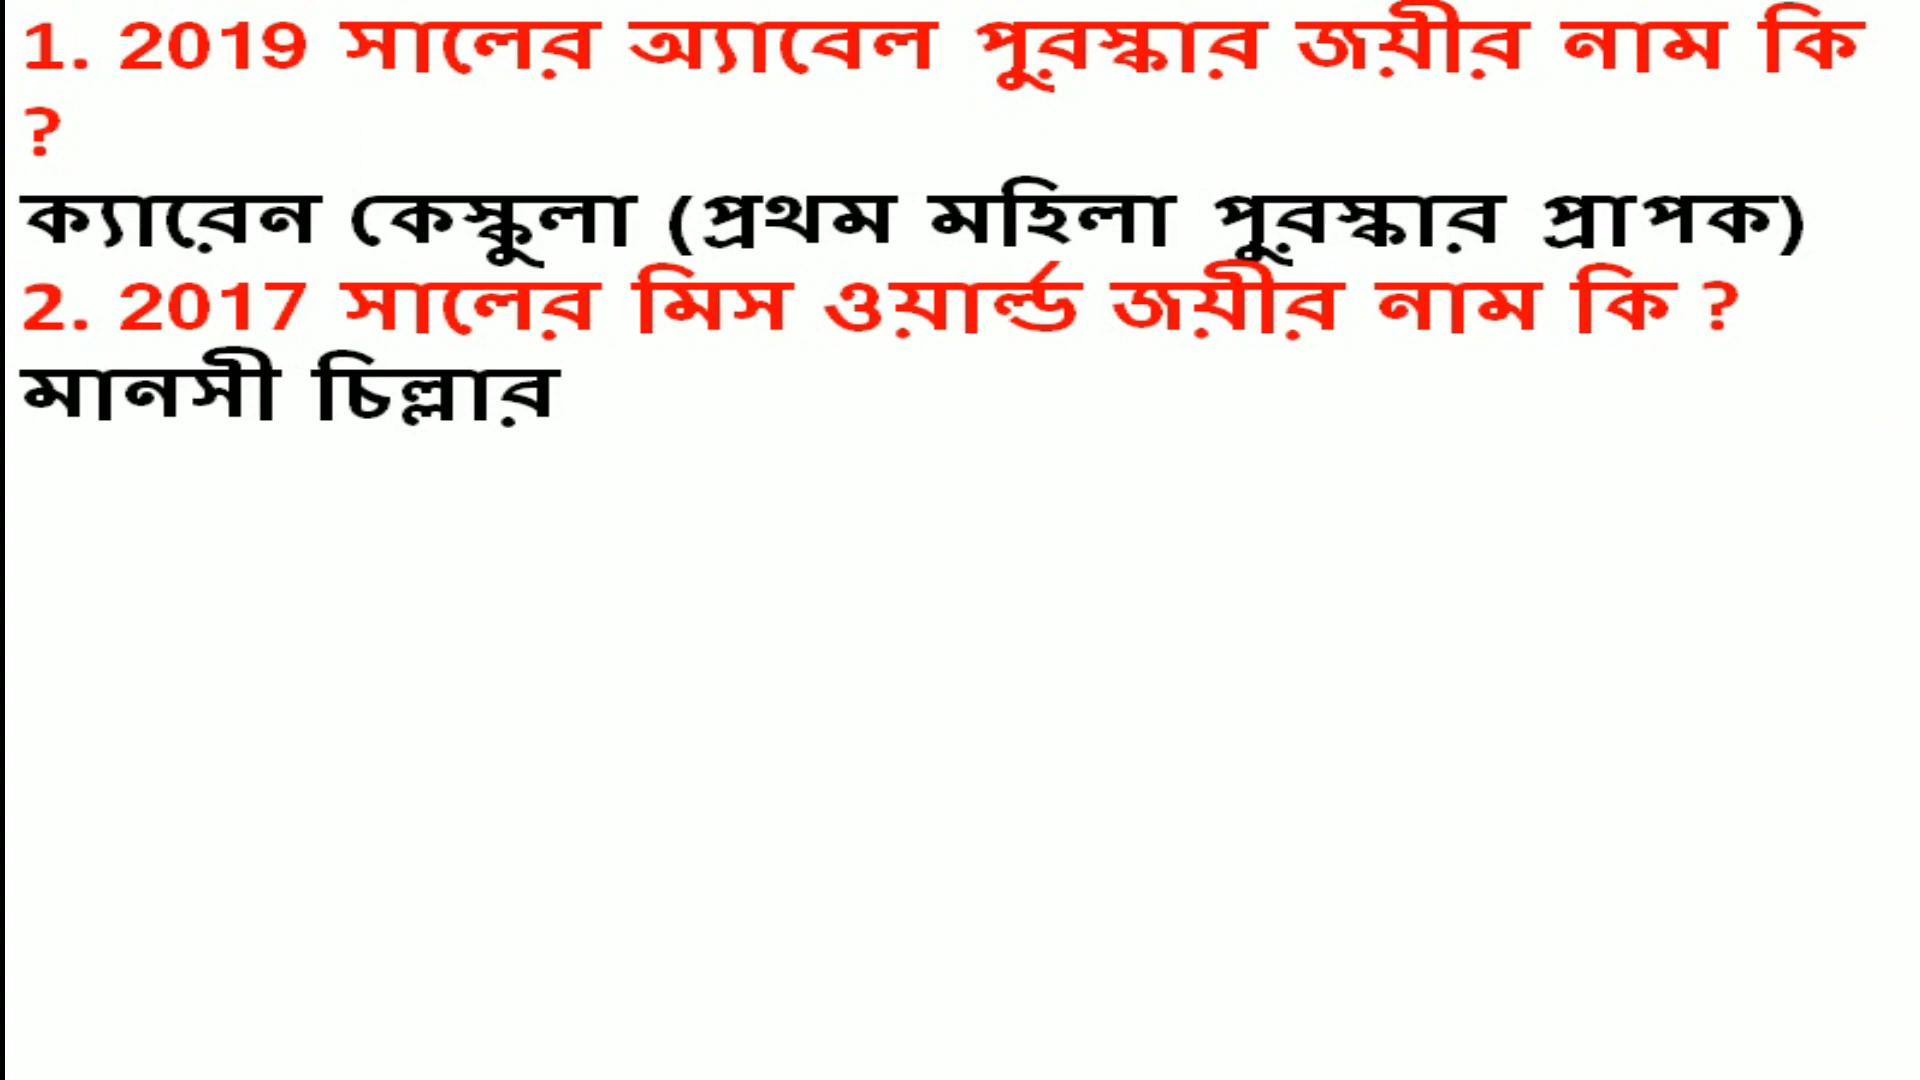 1. 2019 সালের অ্যাবেল পুরস্কার জয়ীর নাম কি
?
ক্যারেন কেস্কুলা (প্রথম মহিলা পুরস্কার প্রাপক)
2. 2017 সালের মিস ওয়ার্ল্ড জয়ীর নাম কি ?
মানসী চিল্লার